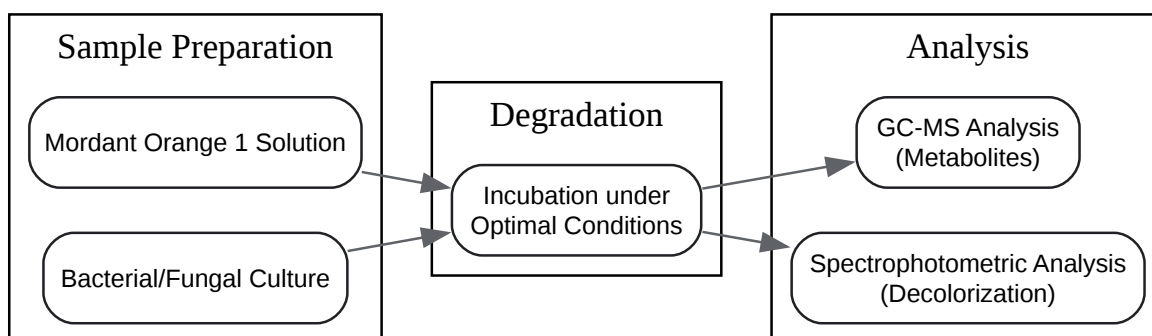 Sample Preparation
Mordant Orange 1 Solution
Bacterial/Fungal Culture
Degradation
Incubation under
Optimal Conditions
Analysis
GC-MS Analysis
(Metabolites)
Spectrophotometric Analysis
(Decolorization)